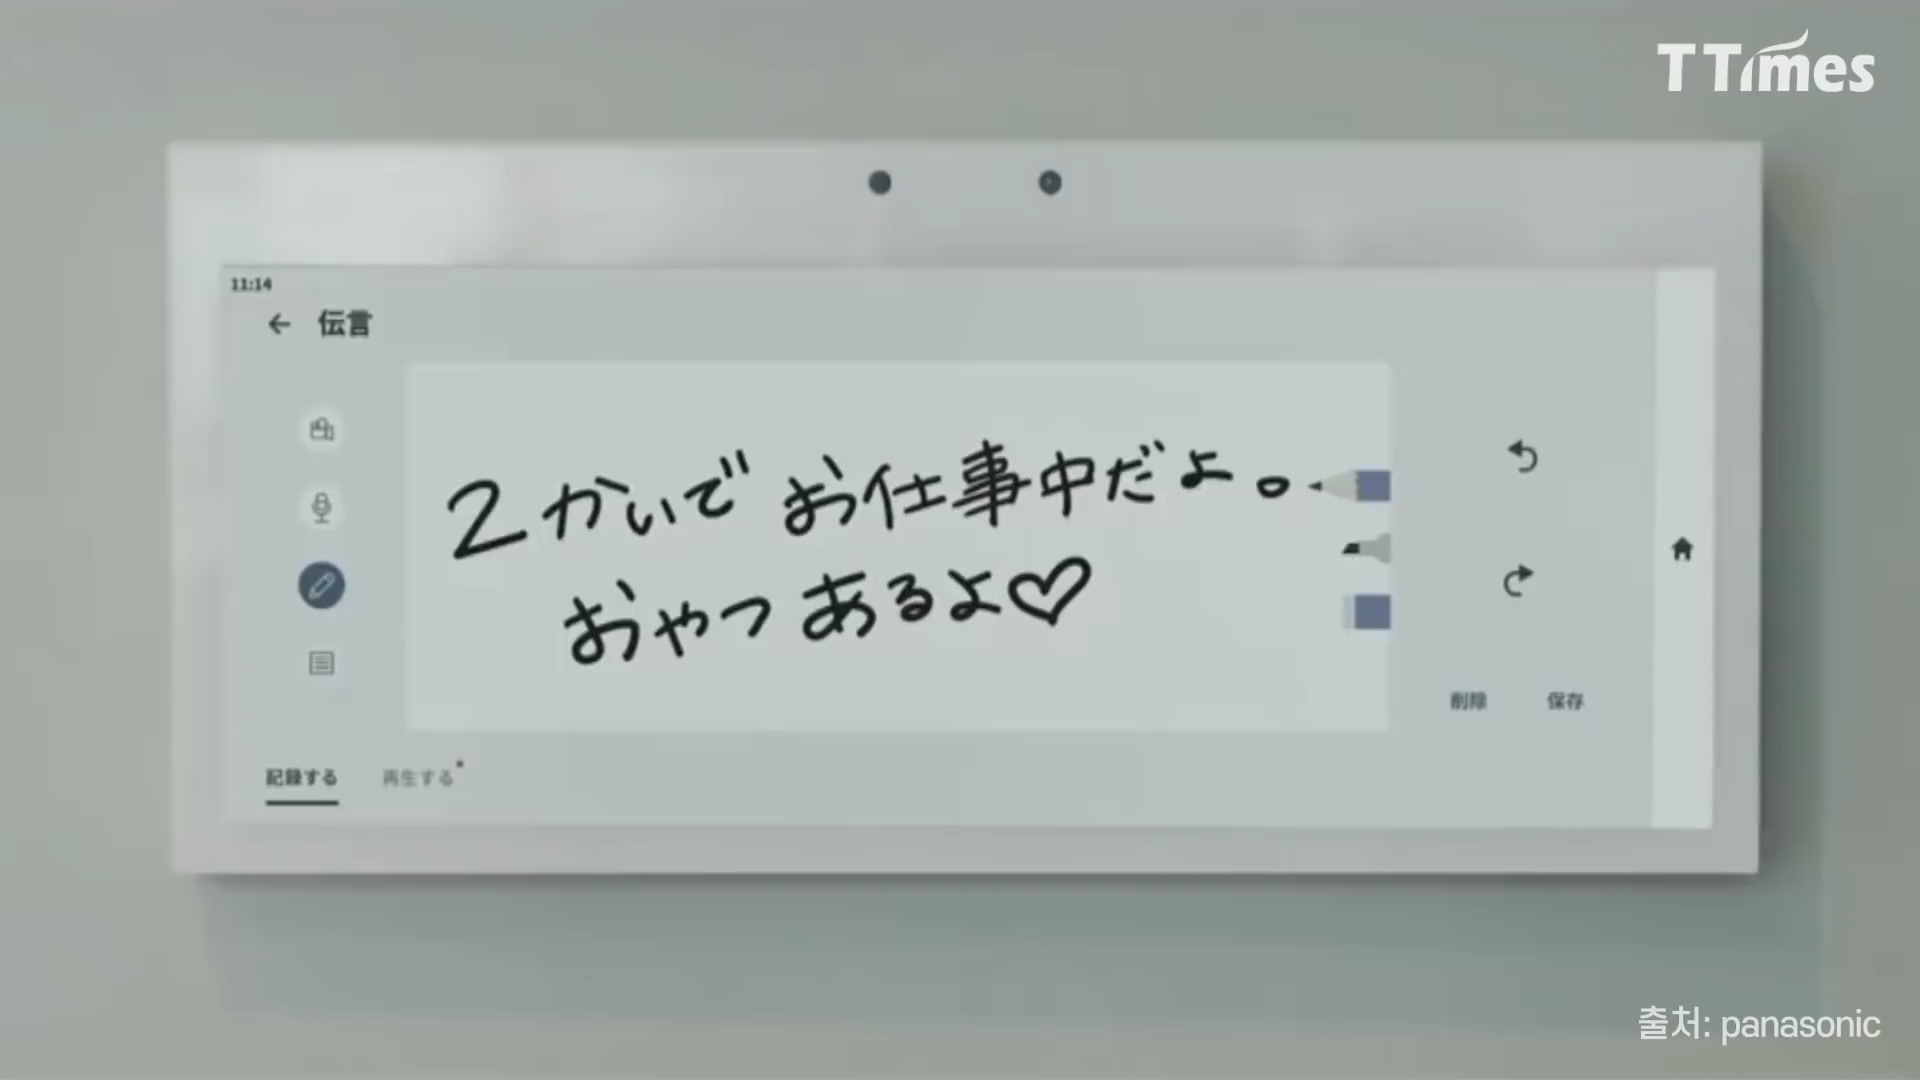 TTimes
11:14
伝言
2かいでお仕事中だよ。
おやつあるよ♡
削除 保存
記録する 再生する
출처: panasonic